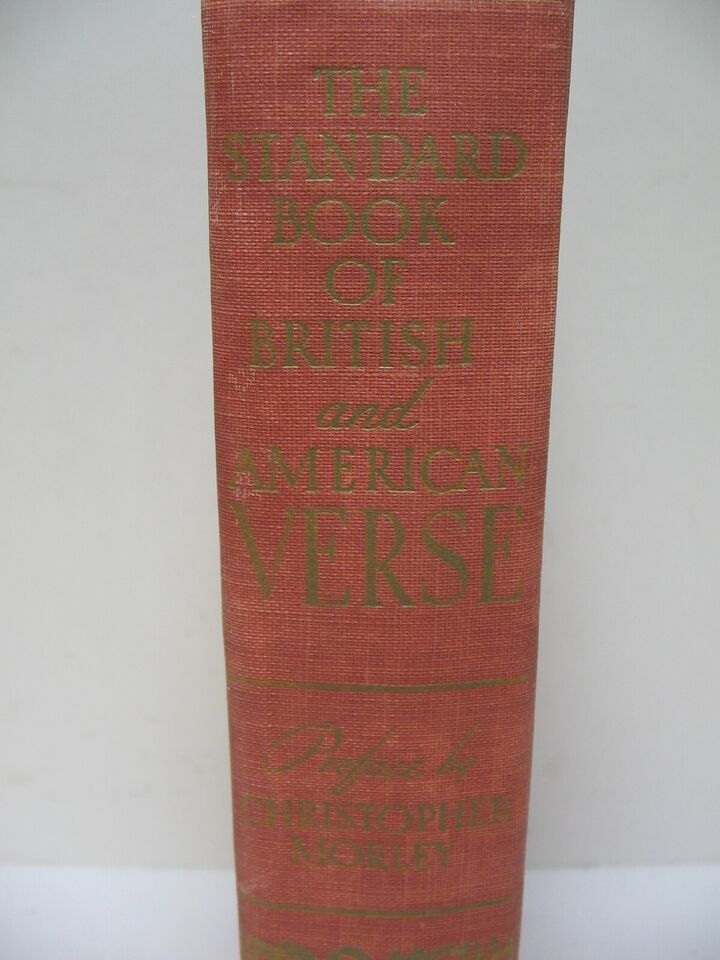 THE
STANDARD
BOOK
OF
BRITISH
and
AMERICAN
VERSE
Preface by
CHRISTOPHER
MORLEY